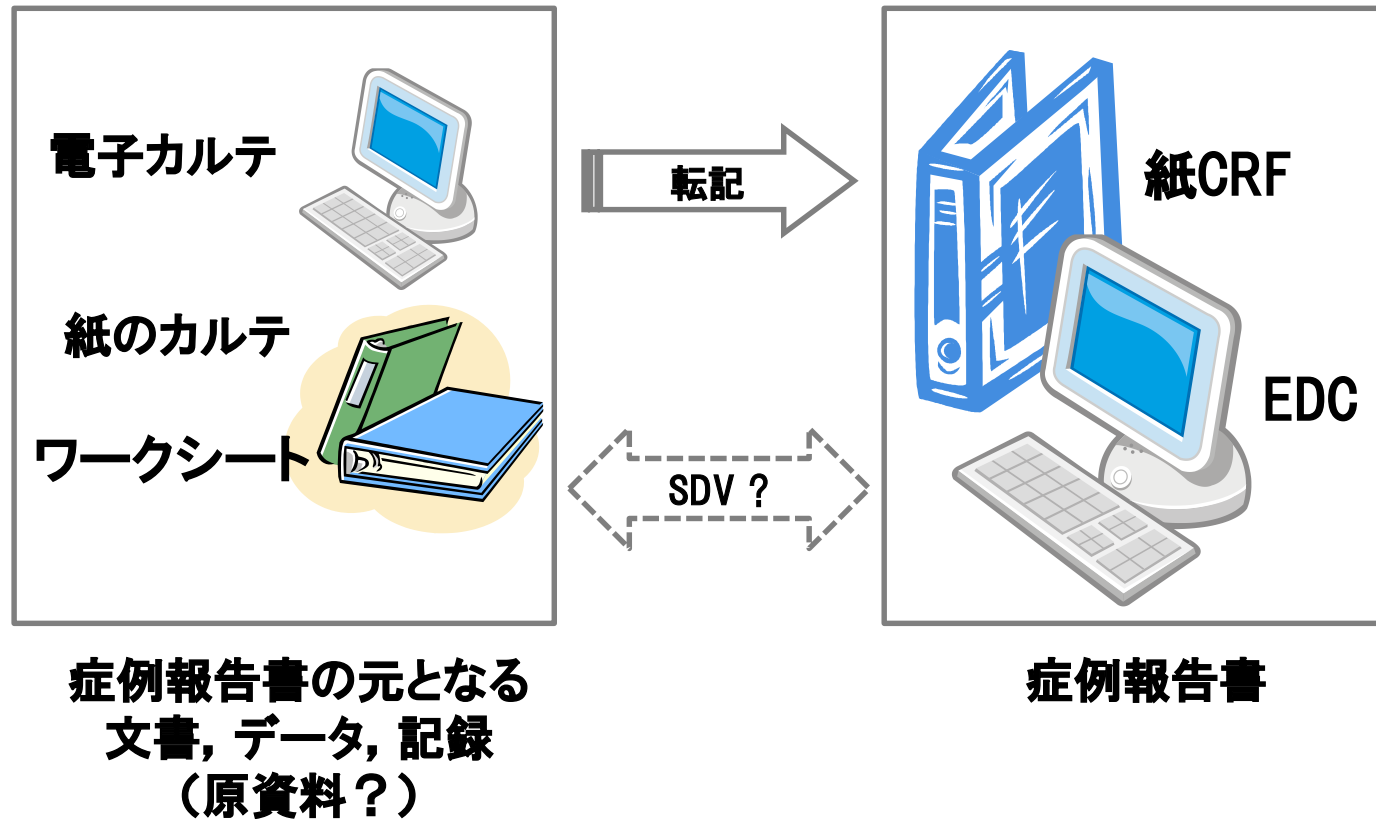 電子カルテ
紙のカルテ
ワークシート
転記
SDV ?
紙CRF
EDC
症例報告書の元となる
文書, データ, 記録
(原資料?)
症例報告書